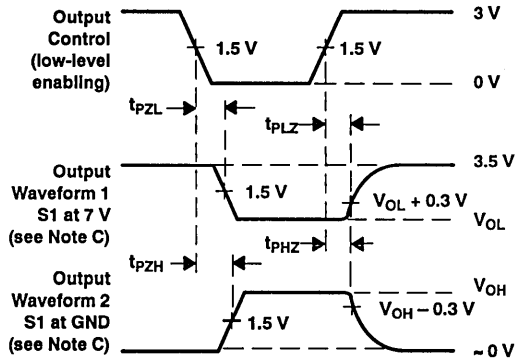 Output
Control
(low-level
enabling)
1.5 V
1.5 V
3 V
0 V
tPZL
tPLZ
Output
Waveform 1
S1 at 7 V
(see Note C)
1.5 V
3.5 V
VOL + 0.3 V
VOL
tPZH
tPHZ
Output
Waveform 2
S1 at GND
(see Note C)
1.5 V
VOH
VOH – 0.3 V
~ 0 V